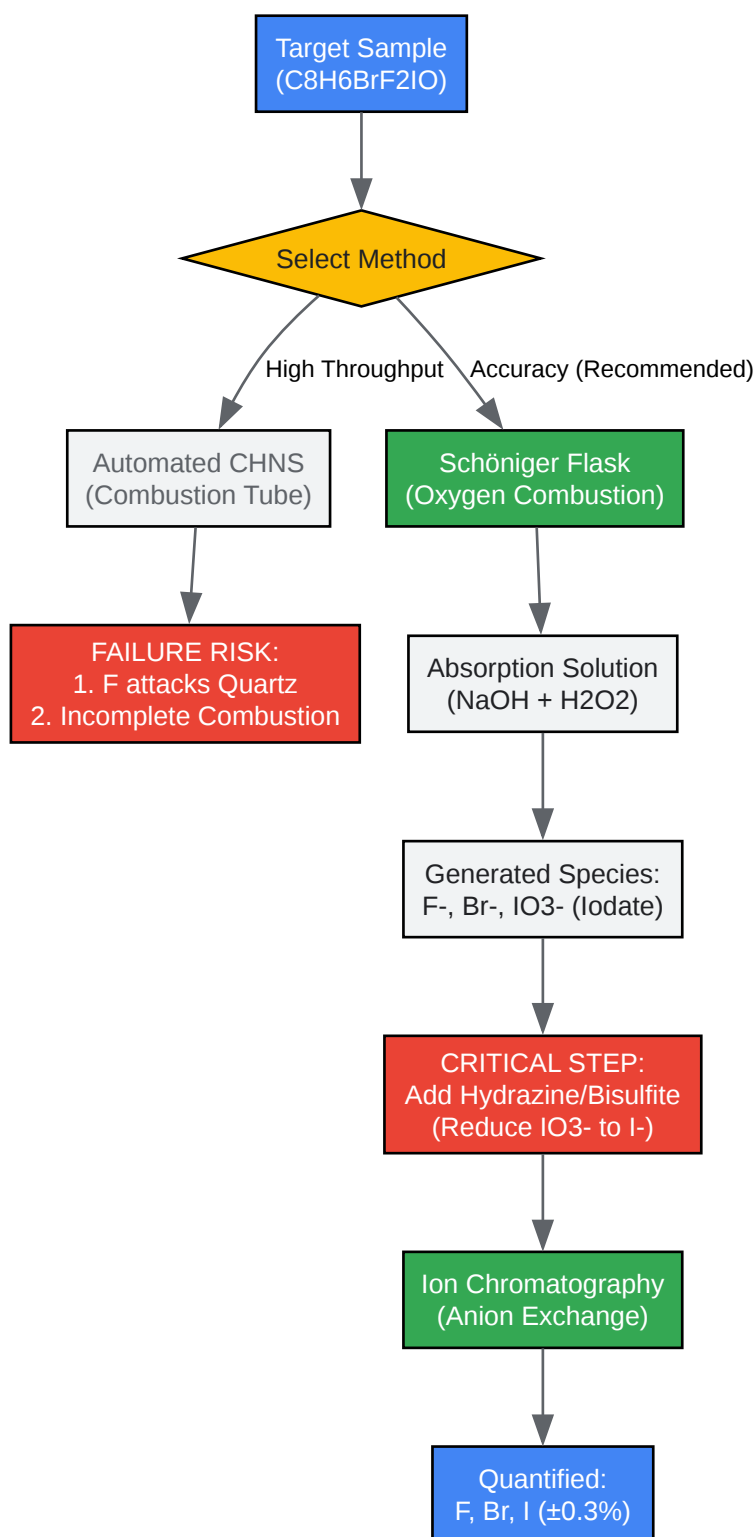 Target Sample
(C8H6BrF2IO)
Select Method
High Throughput
Accuracy (Recommended)
Automated CHNS
(Combustion Tube)
Schöniger Flask
(Oxygen Combustion)
FAILURE RISK:
1. F attacks Quartz
2. Incomplete Combustion
Absorption Solution
(NaOH + H2O2)
Generated Species:
F-, Br-, IO3- (Iodate)
CRITICAL STEP:
Add Hydrazine/Bisulfite
(Reduce IO3- to I-)
Ion Chromatography
(Anion Exchange)
Quantified:
F, Br, I (±0.3%)